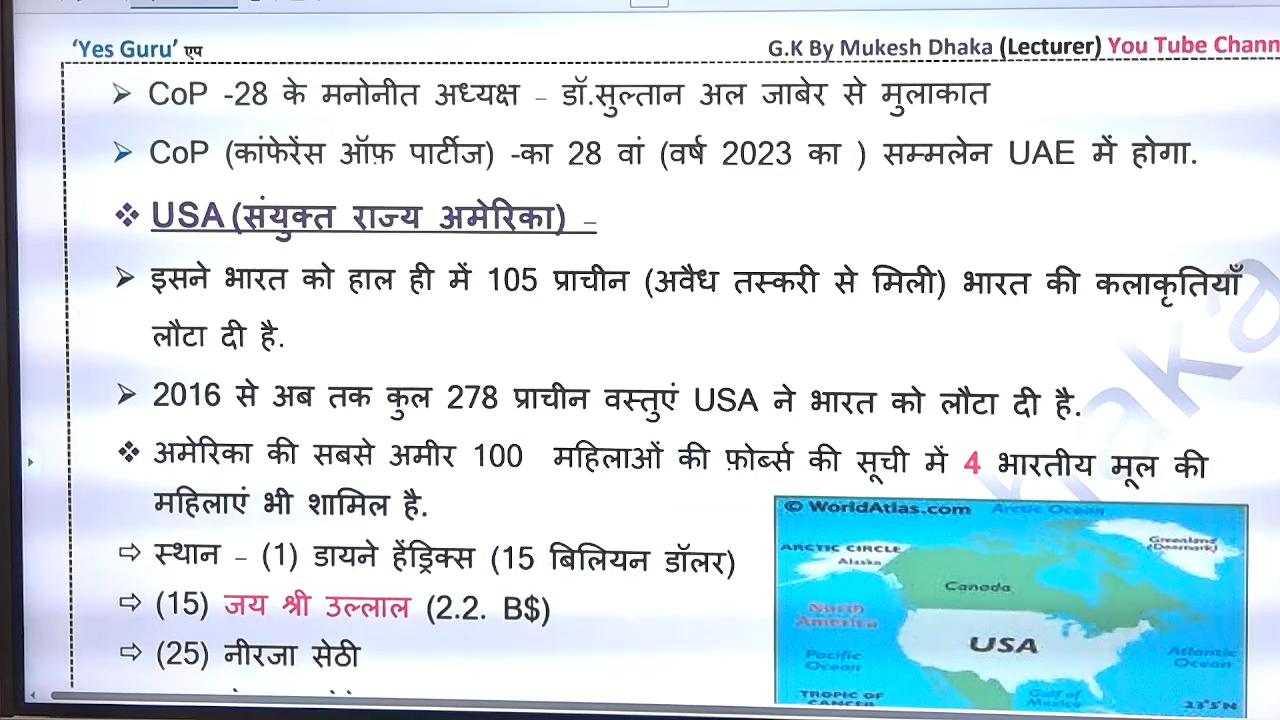 ‘Yes Guru’ एप
G.K By Mukesh Dhaka (Lecturer) You Tube Chann
➢ CoP -28 के मनोनीत अध्यक्ष – डॉ.सुल्तान अल जाबेर से मुलाकात
➢ CoP (कांफेरेंस ऑफ़ पार्टीज) -का 28 वां (वर्ष 2023 का ) सम्मलेन UAE में होगा.
❖ USA (संयुक्त राज्य अमेरिका) –
➢ इसने भारत को हाल ही में 105 प्राचीन (अवैध तस्करी से मिली) भारत की कलाकृतियाँ
लौटा दी है.
➢ 2016 से अब तक कुल 278 प्राचीन वस्तुएं USA ने भारत को लौटा दी है.
❖ अमेरिका की सबसे अमीर 100 महिलाओं की फ़ोर्ब्स की सूची में 4 भारतीय मूल की
महिलाएं भी शामिल है.
⇨ स्थान – (1) डायने हेंड्रिक्स (15 बिलियन डॉलर)
⇨ (15) जय श्री उल्लाल (2.2. B$)
⇨ (25) नीरजा सेठी
© WorldAtlas.com Arctic Ocean
ARCTIC CIRCLE
Greenland
(Denmark)
Alaska
Canada
North
America
USA
Pacific
Ocean
Atlantic
Ocean
TROPIC OF
CANCER
Gulf of
Mexico
23°5'N
haka